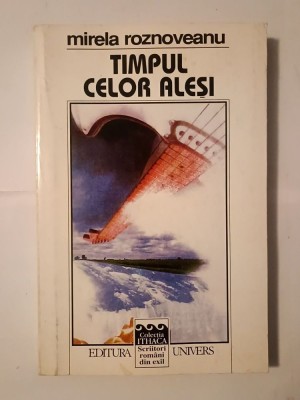 mirela roznoveanu
TIMPUL
CELOR ALEȘI
Colecția
ITHACA
Scriitori
români
din exil
EDITURA UNIVERS